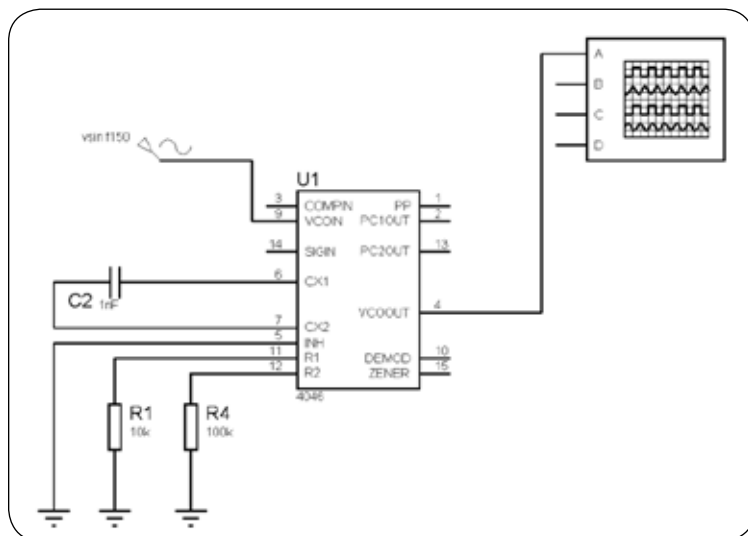 A
B
C
D
vsin f150
U1
3 COMPIN PP 1
9 VCOIN PC1OUT 2
14 SIGIN PC2OUT 13
6 CX1
C2 1nF
VCOOUT 4
7 CX2
5 INH
11 R1 DEMOD 10
12 R2 ZENER 15
4046
R1
10k
R4
100k